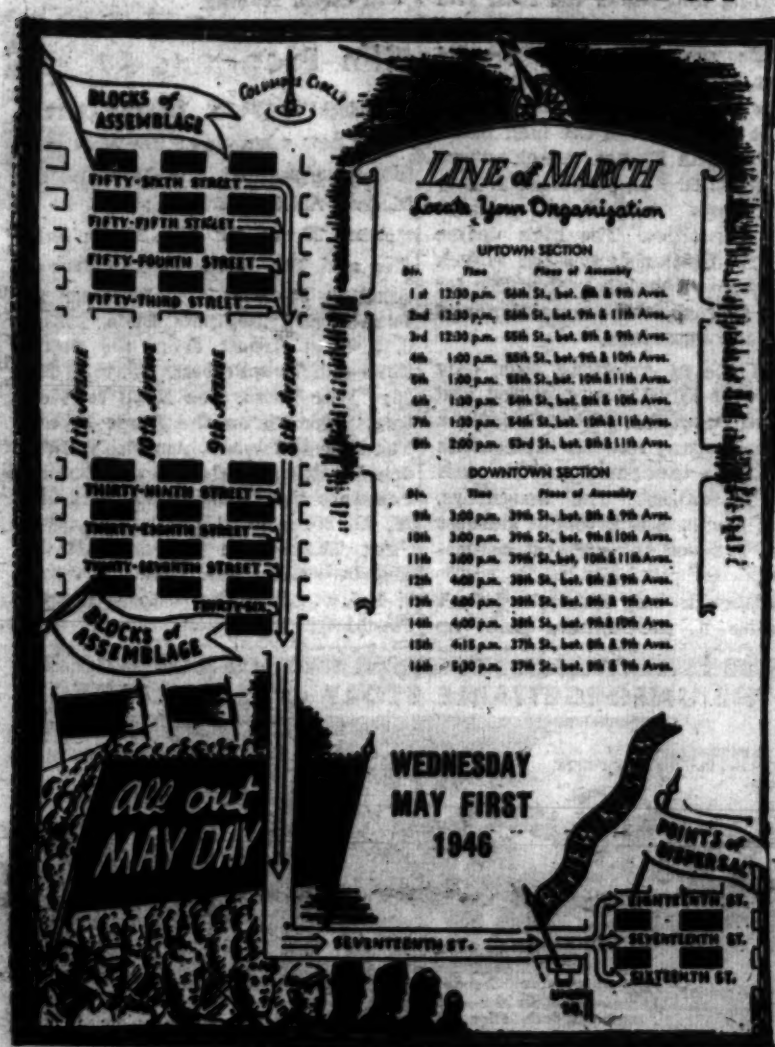 BLOCKS of
ASSEMBLAGE
COLUMBUS CIRCLE
FIFTY-SIXTH STREET
FIFTY-FIFTH STREET
FIFTY-FOURTH STREET
FIFTY-THIRD STREET
11th AVENUE
10th AVENUE
9th AVENUE
8th AVENUE
THIRTY-NINTH STREET
THIRTY-EIGHTH STREET
THIRTY-SEVENTH STREET
THIRTY-SIX
BLOCKS of
ASSEMBLAGE
LINE of MARCH
Locate Your Organization
UPTOWN SECTION
Div. Time Place of Assembly
1st 12:30 p.m. 56th St., bet. 8th & 9th Aves.
2nd 12:30 p.m. 56th St., bet. 9th & 11th Aves.
3rd 12:30 p.m. 55th St., bet. 8th & 9th Aves.
4th 1:00 p.m. 55th St., bet. 9th & 10th Aves.
5th 1:00 p.m. 55th St., bet. 10th & 11th Aves.
6th 1:30 p.m. 54th St., bet. 8th & 10th Aves.
7th 1:30 p.m. 54th St., bet. 10th & 11th Aves.
8th 2:00 p.m. 53rd St., bet. 8th & 11th Aves.
DOWNTOWN SECTION
Div. Time Place of Assembly
9th 3:00 p.m. 39th St., bet. 8th & 9th Aves.
10th 3:00 p.m. 39th St., bet. 9th & 10th Aves.
11th 3:00 p.m. 39th St., bet. 10th & 11th Aves.
12th 4:00 p.m. 38th St., bet. 8th & 9th Aves.
13th 4:00 p.m. 38th St., bet. 8th & 9th Aves.
14th 4:00 p.m. 38th St., bet. 9th & 10th Aves.
15th 4:15 p.m. 37th St., bet. 8th & 9th Aves.
16th 5:30 p.m. 37th St., bet. 8th & 9th Aves.
all out
MAY DAY
WEDNESDAY
MAY FIRST
1946
POINTS of
DISPERSAL
EIGHTEENTH ST.
SEVENTEENTH ST.
SEVENTEENTH ST.
SIXTEENTH ST.